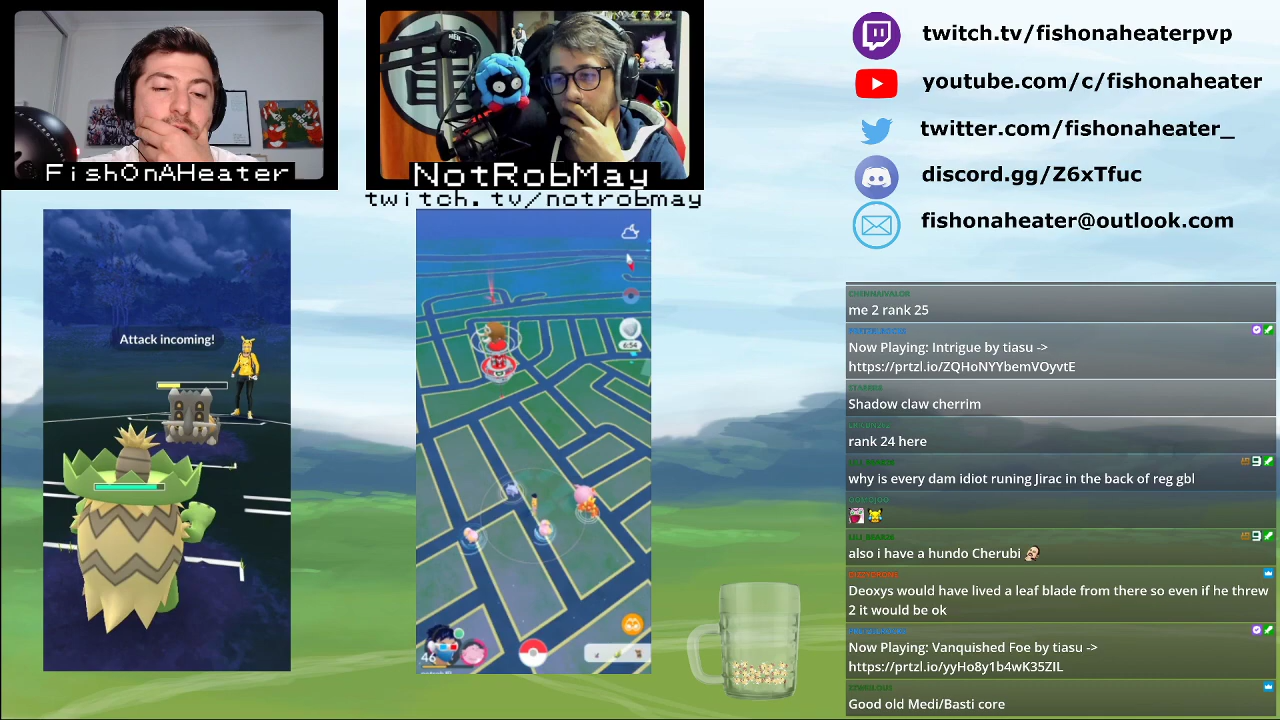 FishOnAHeater
NotRobMay
twitch.tv/notrobmay
twitch.tv/fishonaheaterpvp
youtube.com/c/fishonaheater
twitter.com/fishonaheater_
discord.gg/Z6xTfuc
fishonaheater@outlook.com
Attack incoming!
6:54
46
me 2 rank 25
Now Playing: Intrigue by tiasu ->
https://prtzl.io/ZQHoNYYbemVOyvtE
Shadow claw cherrim
rank 24 here
why is every dam idiot runing Jirac in the back of reg gbl
also i have a hundo Cherubi
Deoxys would have lived a leaf blade from there so even if he threw
2 it would be ok
Now Playing: Vanquished Foe by tiasu ->
https://prtzl.io/yyHo8y1b4wK35ZIL
Good old Medi/Basti core